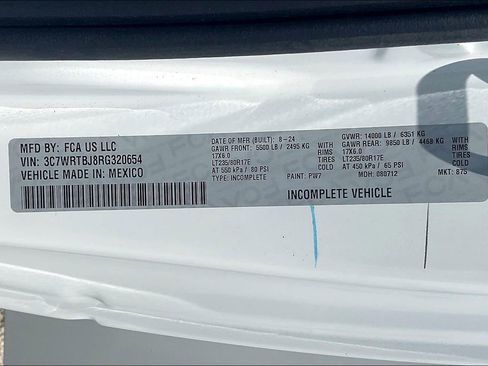 MFD BY: FCA US LLC
VIN: 3C7WRTBJ8RG320654
VEHICLE MADE IN: MEXICO
DATE OF MFR (BUILT): 8-24
GAWR FRONT: 5500 LB / 2495 KG WITH
17X6.0 RIMS
LT235/80R17E TIRES
AT 550 kPa / 80 PSI COLD
TYPE: INCOMPLETE
GVWR: 14000 LB / 6351 KG
GAWR REAR: 9850 LB / 4468 KG WITH
17X6.0 RIMS
LT235/80R17E
AT 450 kPa / 65 PSI
PAINT: PW7 MDH: 080712 MKT: 875
INCOMPLETE VEHICLE